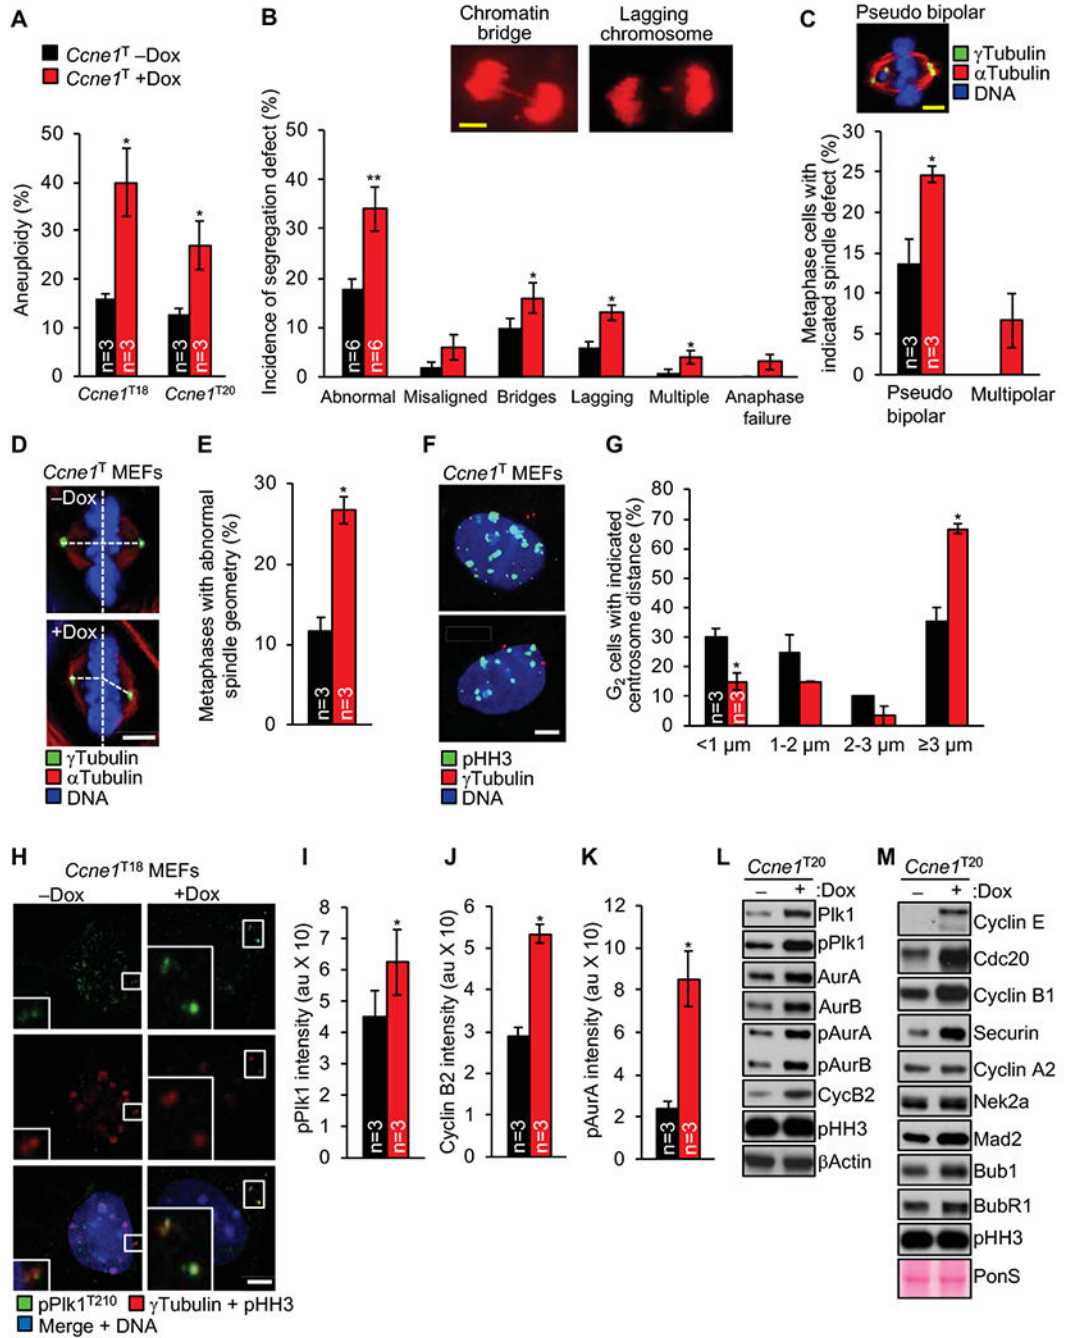 A
Ccne1T –Dox
Ccne1T +Dox
Aneuploidy (%)
50
40
30
20
10
0
n=3
n=3
n=3
n=3
Ccne1T18
Ccne1T20
B
Chromatin bridge
Lagging chromosome
Incidence of segregation defect (%)
50
40
30
20
10
0
*
*
**
*
*
*
n=6
n=6
Abnormal
Misaligned
Bridges
Lagging
Multiple
Anaphase failure
C
Pseudo bipolar
γTubulin
αTubulin
DNA
Metaphase cells with
indicated spindle defect (%)
30
25
20
15
10
5
0
*
n=3
n=3
Pseudo bipolar
Multipolar
D
Ccne1T MEFs
–Dox
+Dox
γTubulin
αTubulin
DNA
E
Metaphases with abnormal
spindle geometry (%)
30
20
10
0
*
n=3
n=3
F
Ccne1T MEFs
pHH3
γTubulin
DNA
G
G2 cells with indicated
centrosome distance (%)
80
70
60
50
40
30
20
10
0
*
*
n=3
n=3
<1 µm
1-2 µm
2-3 µm
≥3 µm
H
Ccne1T18 MEFs
–Dox
+Dox
pPlk1T210
γTubulin + pHH3
Merge + DNA
I
pPlk1 intensity (au X 10)
8
7
6
5
4
3
2
1
0
*
n=3
n=3
J
Cyclin B2 intensity (au X 10)
6
5
4
3
2
1
0
*
n=3
n=3
K
pAurA intensity (au X 10)
12
10
8
6
4
2
0
*
n=3
n=3
L
Ccne1T20
– + :Dox
Plk1
pPlk1
AurA
AurB
pAurA
pAurB
CycB2
pHH3
βActin
M
Ccne1T20
– + :Dox
Cyclin E
Cdc20
Cyclin B1
Securin
Cyclin A2
Nek2a
Mad2
Bub1
BubR1
pHH3
PonS